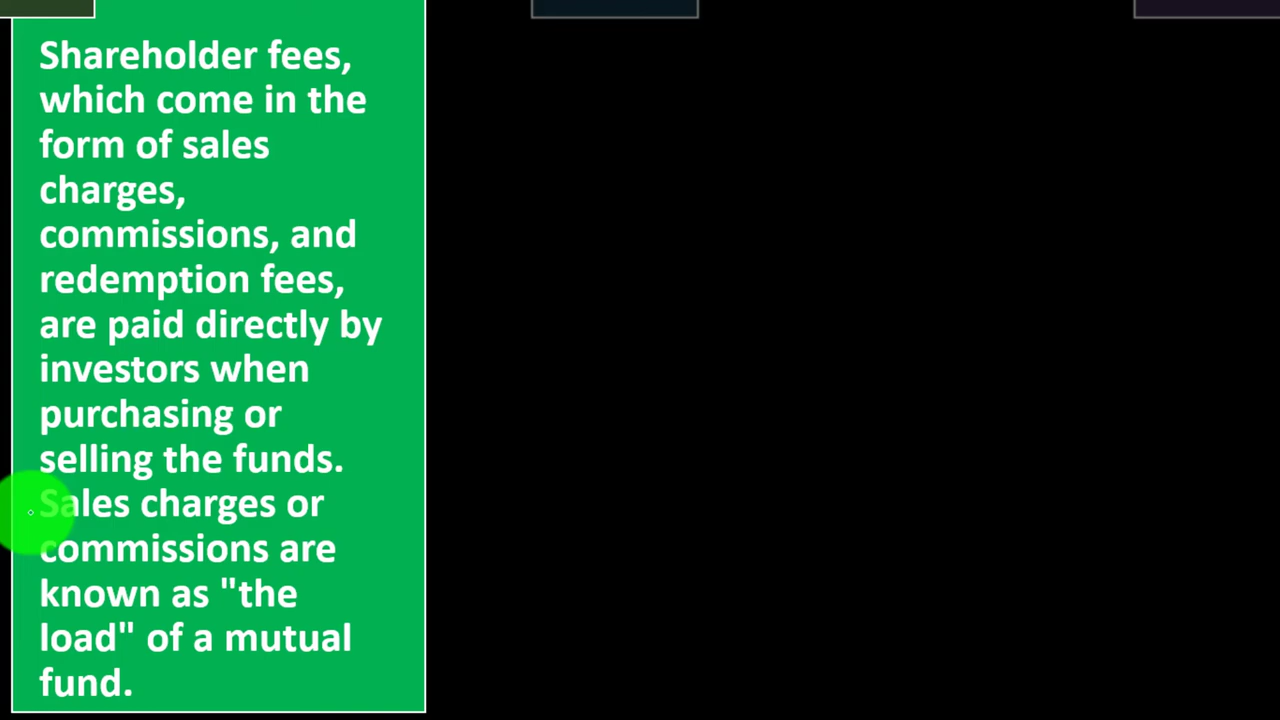 Shareholder fees,
which come in the
form of sales
charges,
commissions, and
redemption fees,
are paid directly by
investors when
purchasing or
selling the funds.
Sales charges or
commissions are
known as "the
load" of a mutual
fund.